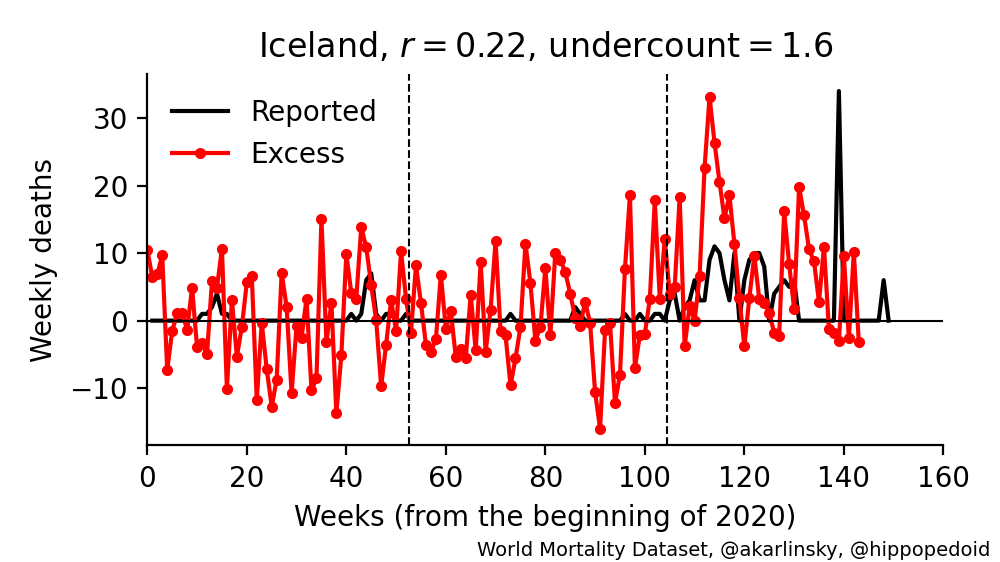 Iceland, r = 0.22, undercount = 1.6
Reported
Excess
Weekly deaths
30
20
10
0
−10
0 20 40 60 80 100 120 140 160
Weeks (from the beginning of 2020)
World Mortality Dataset, @akarlinsky, @hippopedoid